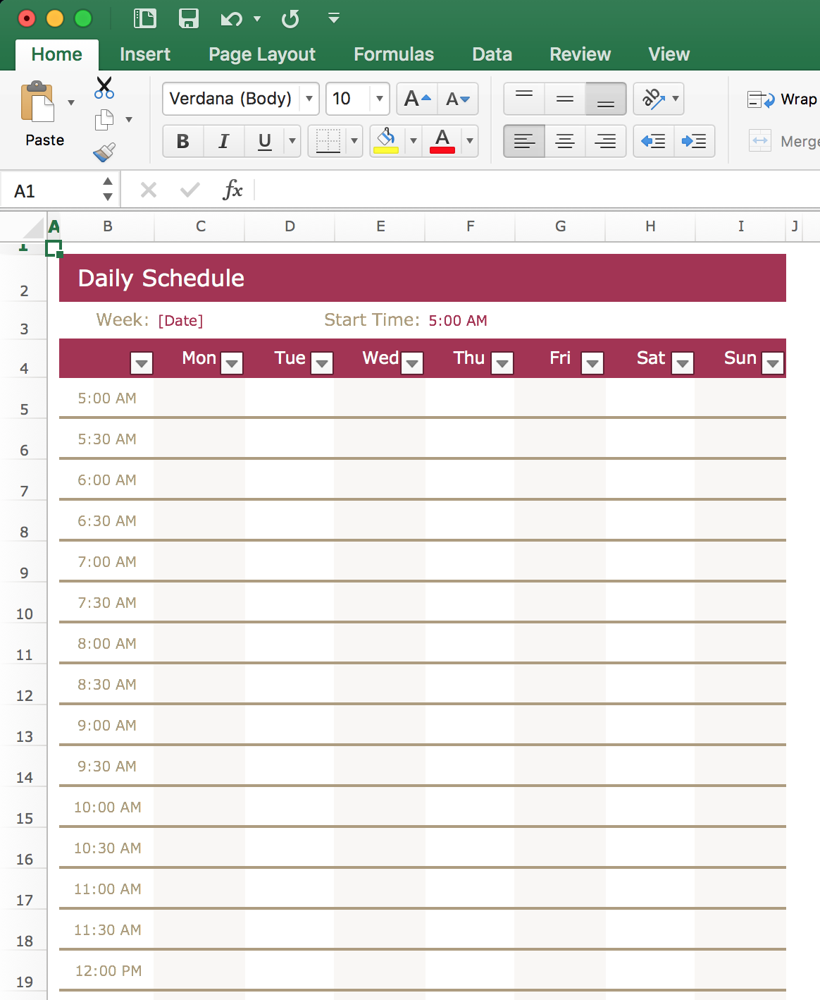 Home Insert Page Layout Formulas Data Review View
Verdana (Body) 10 A A ab Wrap
Paste B I U A Merge
A1 fx
A B C D E F G H I J
1
2 Daily Schedule
3 Week: [Date] Start Time: 5:00 AM
4 Mon Tue Wed Thu Fri Sat Sun
5 5:00 AM
6 5:30 AM
7 6:00 AM
8 6:30 AM
9 7:00 AM
10 7:30 AM
11 8:00 AM
12 8:30 AM
13 9:00 AM
14 9:30 AM
15 10:00 AM
16 10:30 AM
17 11:00 AM
18 11:30 AM
19 12:00 PM